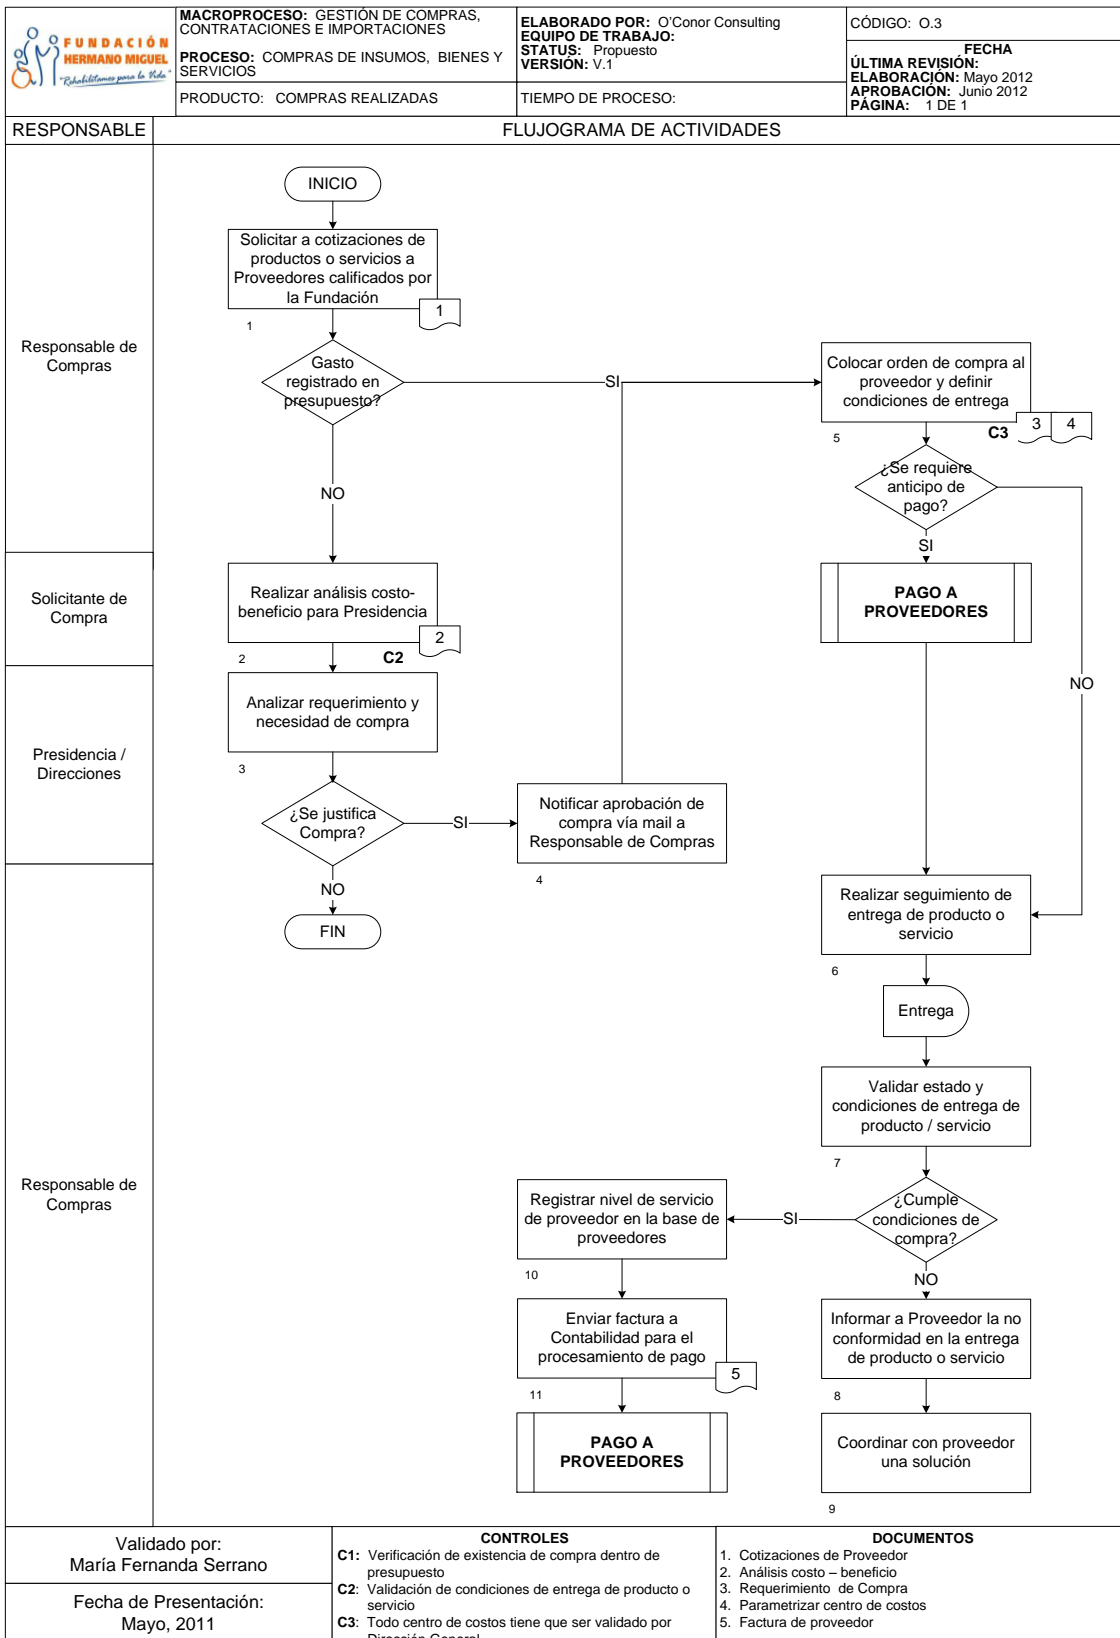 FUNDACIÓN
HERMANO MIGUEL
"Rehabilitamos para la Vida"
MACROPROCESO: GESTIÓN DE COMPRAS,
CONTRATACIONES E IMPORTACIONES
PROCESO: COMPRAS DE INSUMOS, BIENES Y
SERVICIOS
PRODUCTO: COMPRAS REALIZADAS
ELABORADO POR: O'Conor Consulting
EQUIPO DE TRABAJO:
STATUS: Propuesto
VERSIÓN: V.1
TIEMPO DE PROCESO:
CÓDIGO: O.3
FECHA
ÚLTIMA REVISIÓN:
ELABORACIÓN: Mayo 2012
APROBACIÓN: Junio 2012
PÁGINA: 1 DE 1
RESPONSABLE
FLUJOGRAMA DE ACTIVIDADES
Responsable de
Compras
INICIO
Solicitar a cotizaciones de
productos o servicios a
Proveedores calificados por
la Fundación
1
1
Gasto
registrado en
presupuesto?
SI
NO
Colocar orden de compra al
proveedor y definir
condiciones de entrega
3
4
5
C3
¿Se requiere
anticipo de
pago?
SI
NO
Solicitante de
Compra
Realizar análisis costo-
beneficio para Presidencia
2
2
C2
PAGO A
PROVEEDORES
Presidencia /
Direcciones
Analizar requerimiento y
necesidad de compra
3
¿Se justifica
Compra?
SI
Notificar aprobación de
compra vía mail a
Responsable de Compras
4
NO
FIN
Responsable de
Compras
Realizar seguimiento de
entrega de producto o
servicio
6
Entrega
Validar estado y
condiciones de entrega de
producto / servicio
7
¿Cumple
condiciones de
compra?
SI
NO
Registrar nivel de servicio
de proveedor en la base de
proveedores
10
Enviar factura a
Contabilidad para el
procesamiento de pago
5
11
PAGO A
PROVEEDORES
Informar a Proveedor la no
conformidad en la entrega
de producto o servicio
8
Coordinar con proveedor
una solución
9
Validado por:
María Fernanda Serrano
Fecha de Presentación:
Mayo, 2011
CONTROLES
C1: Verificación de existencia de compra dentro de
presupuesto
C2: Validación de condiciones de entrega de producto o
servicio
C3: Todo centro de costos tiene que ser validado por
Dirección General
DOCUMENTOS
1. Cotizaciones de Proveedor
2. Análisis costo – beneficio
3. Requerimiento de Compra
4. Parametrizar centro de costos
5. Factura de proveedor